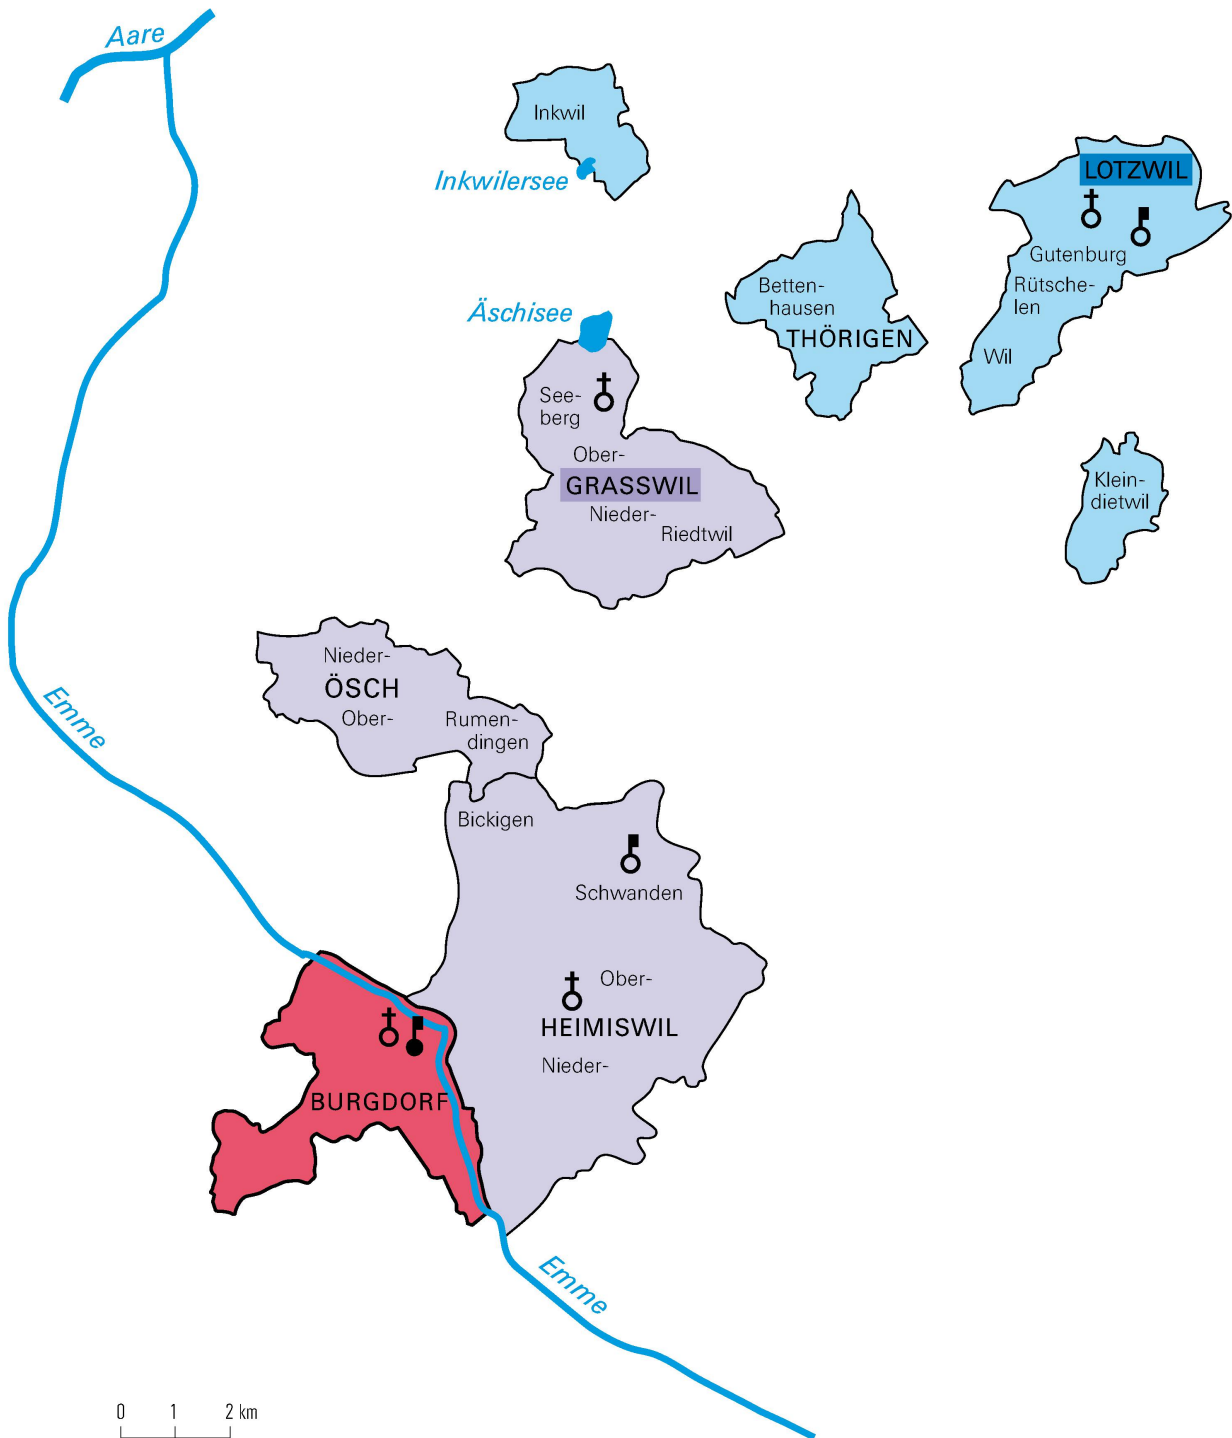 Aare
Inkwil
Inkwilersee
LOTZWIL
Gutenburg
Rütsche-
len
Wil
Betten-
hausen
THÖRIGEN
Äschisee
See-
berg
Ober-
GRASSWIL
Nieder-
Riedtwil
Klein-
dietwil
Nieder-
ÖSCH
Ober-
Rumen-
dingen
Emme
Bickigen
Schwanden
Ober-
HEIMISWIL
Nieder-
BURGDORF
Emme
0 1 2 km